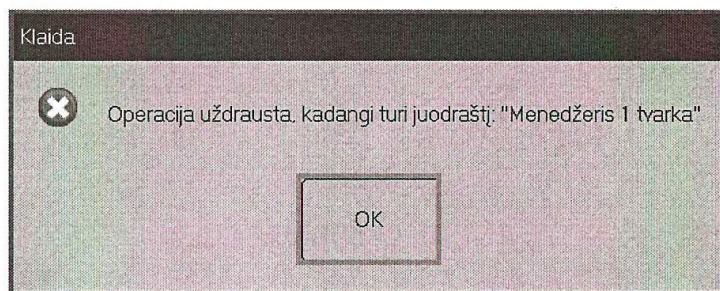 Klaida
Operacija uždrausta, kadangi turi juodraštį: "Menedžeris 1 tvarka"
OK